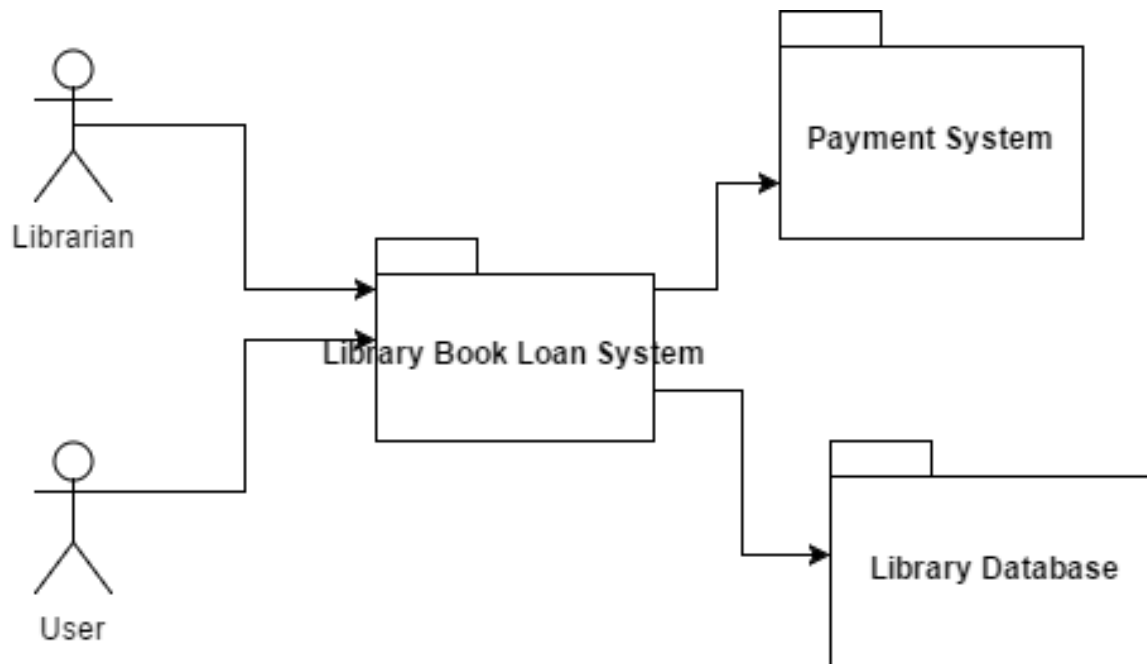 Payment System
Librarian
Library Book Loan System
Library Database
User